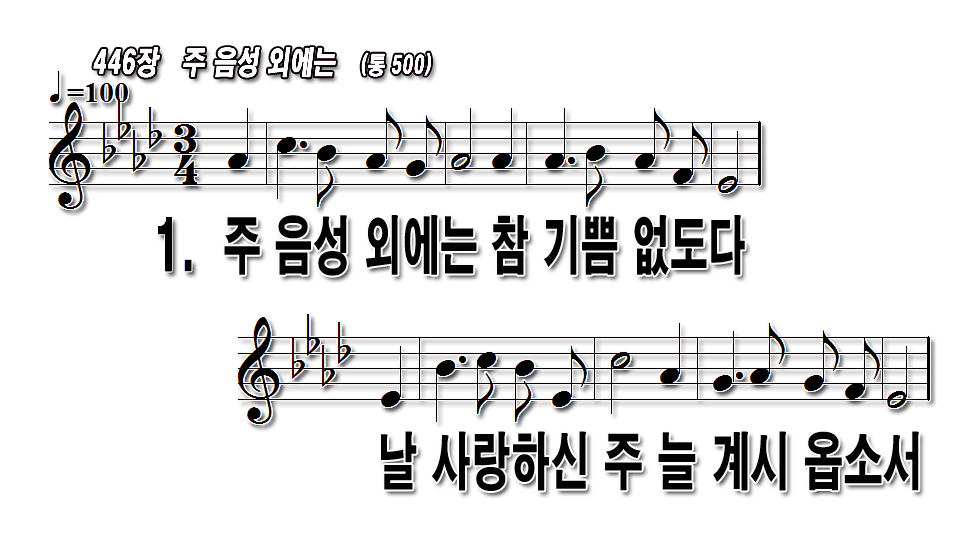 446장 주 음성 외에는 (통 500)
♩=100
3
4
1. 주 음성 외에는 참 기쁨 없도다
날 사랑하신 주 늘 계시 옵소서